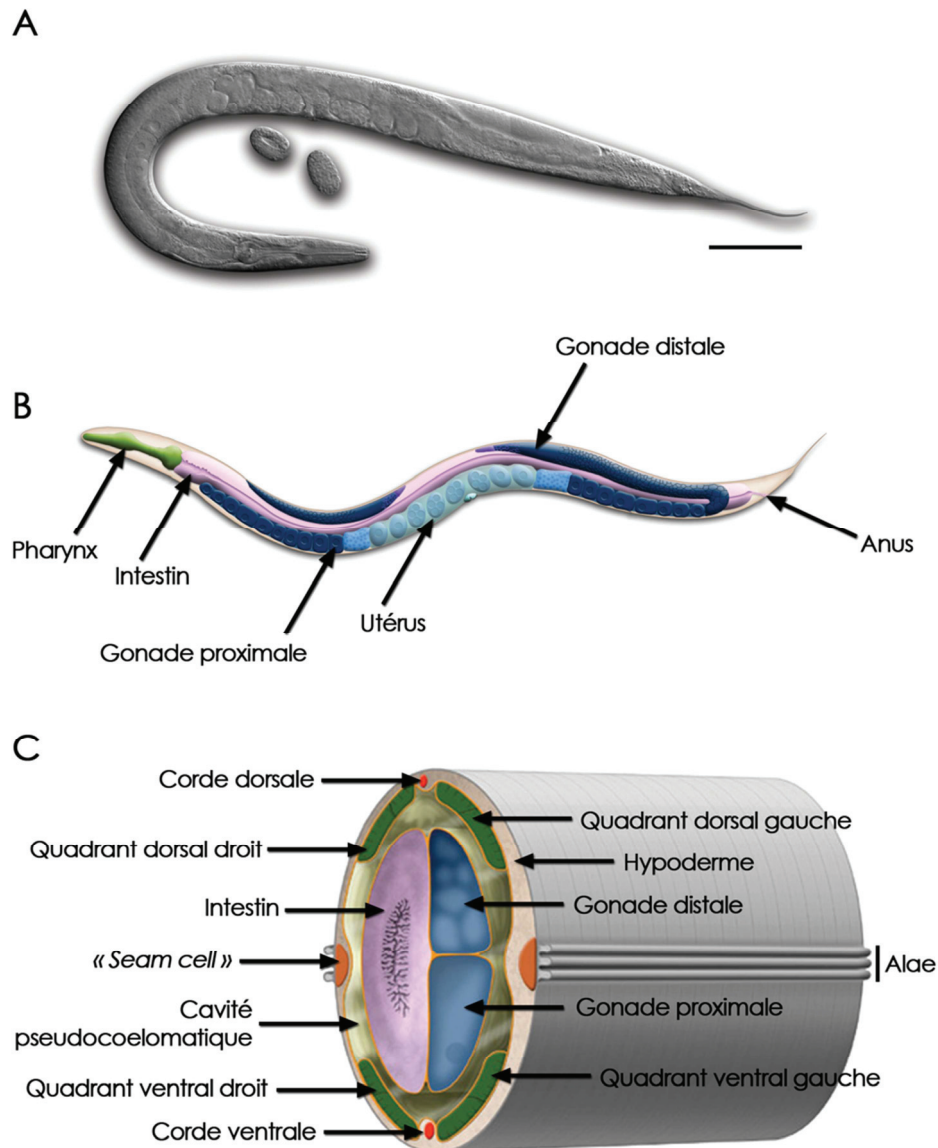 A
B
Gonade distale
Pharynx
Intestin
Gonade proximale
Utérus
Anus
C
Corde dorsale
Quadrant dorsal droit
Intestin
« Seam cell »
Cavité
pseudocoelomatique
Quadrant ventral droit
Corde ventrale
Quadrant dorsal gauche
Hypoderme
Gonade distale
Alae
Gonade proximale
Quadrant ventral gauche